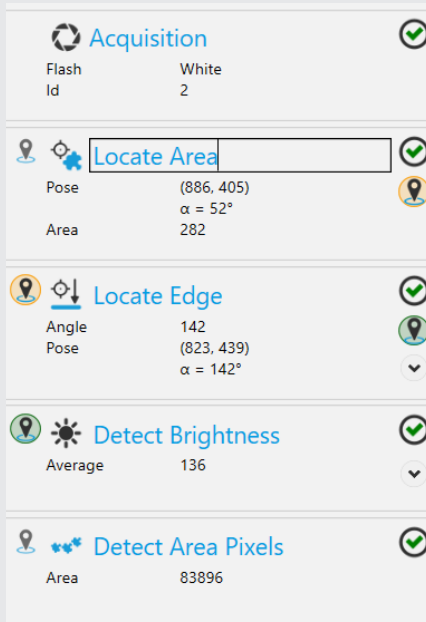 Acquisition
Flash White
Id 2
Locate Area
Pose (886, 405)
α = 52°
Area 282
Locate Edge
Angle 142
Pose (823, 439)
α = 142°
Detect Brightness
Average 136
Detect Area Pixels
Area 83896